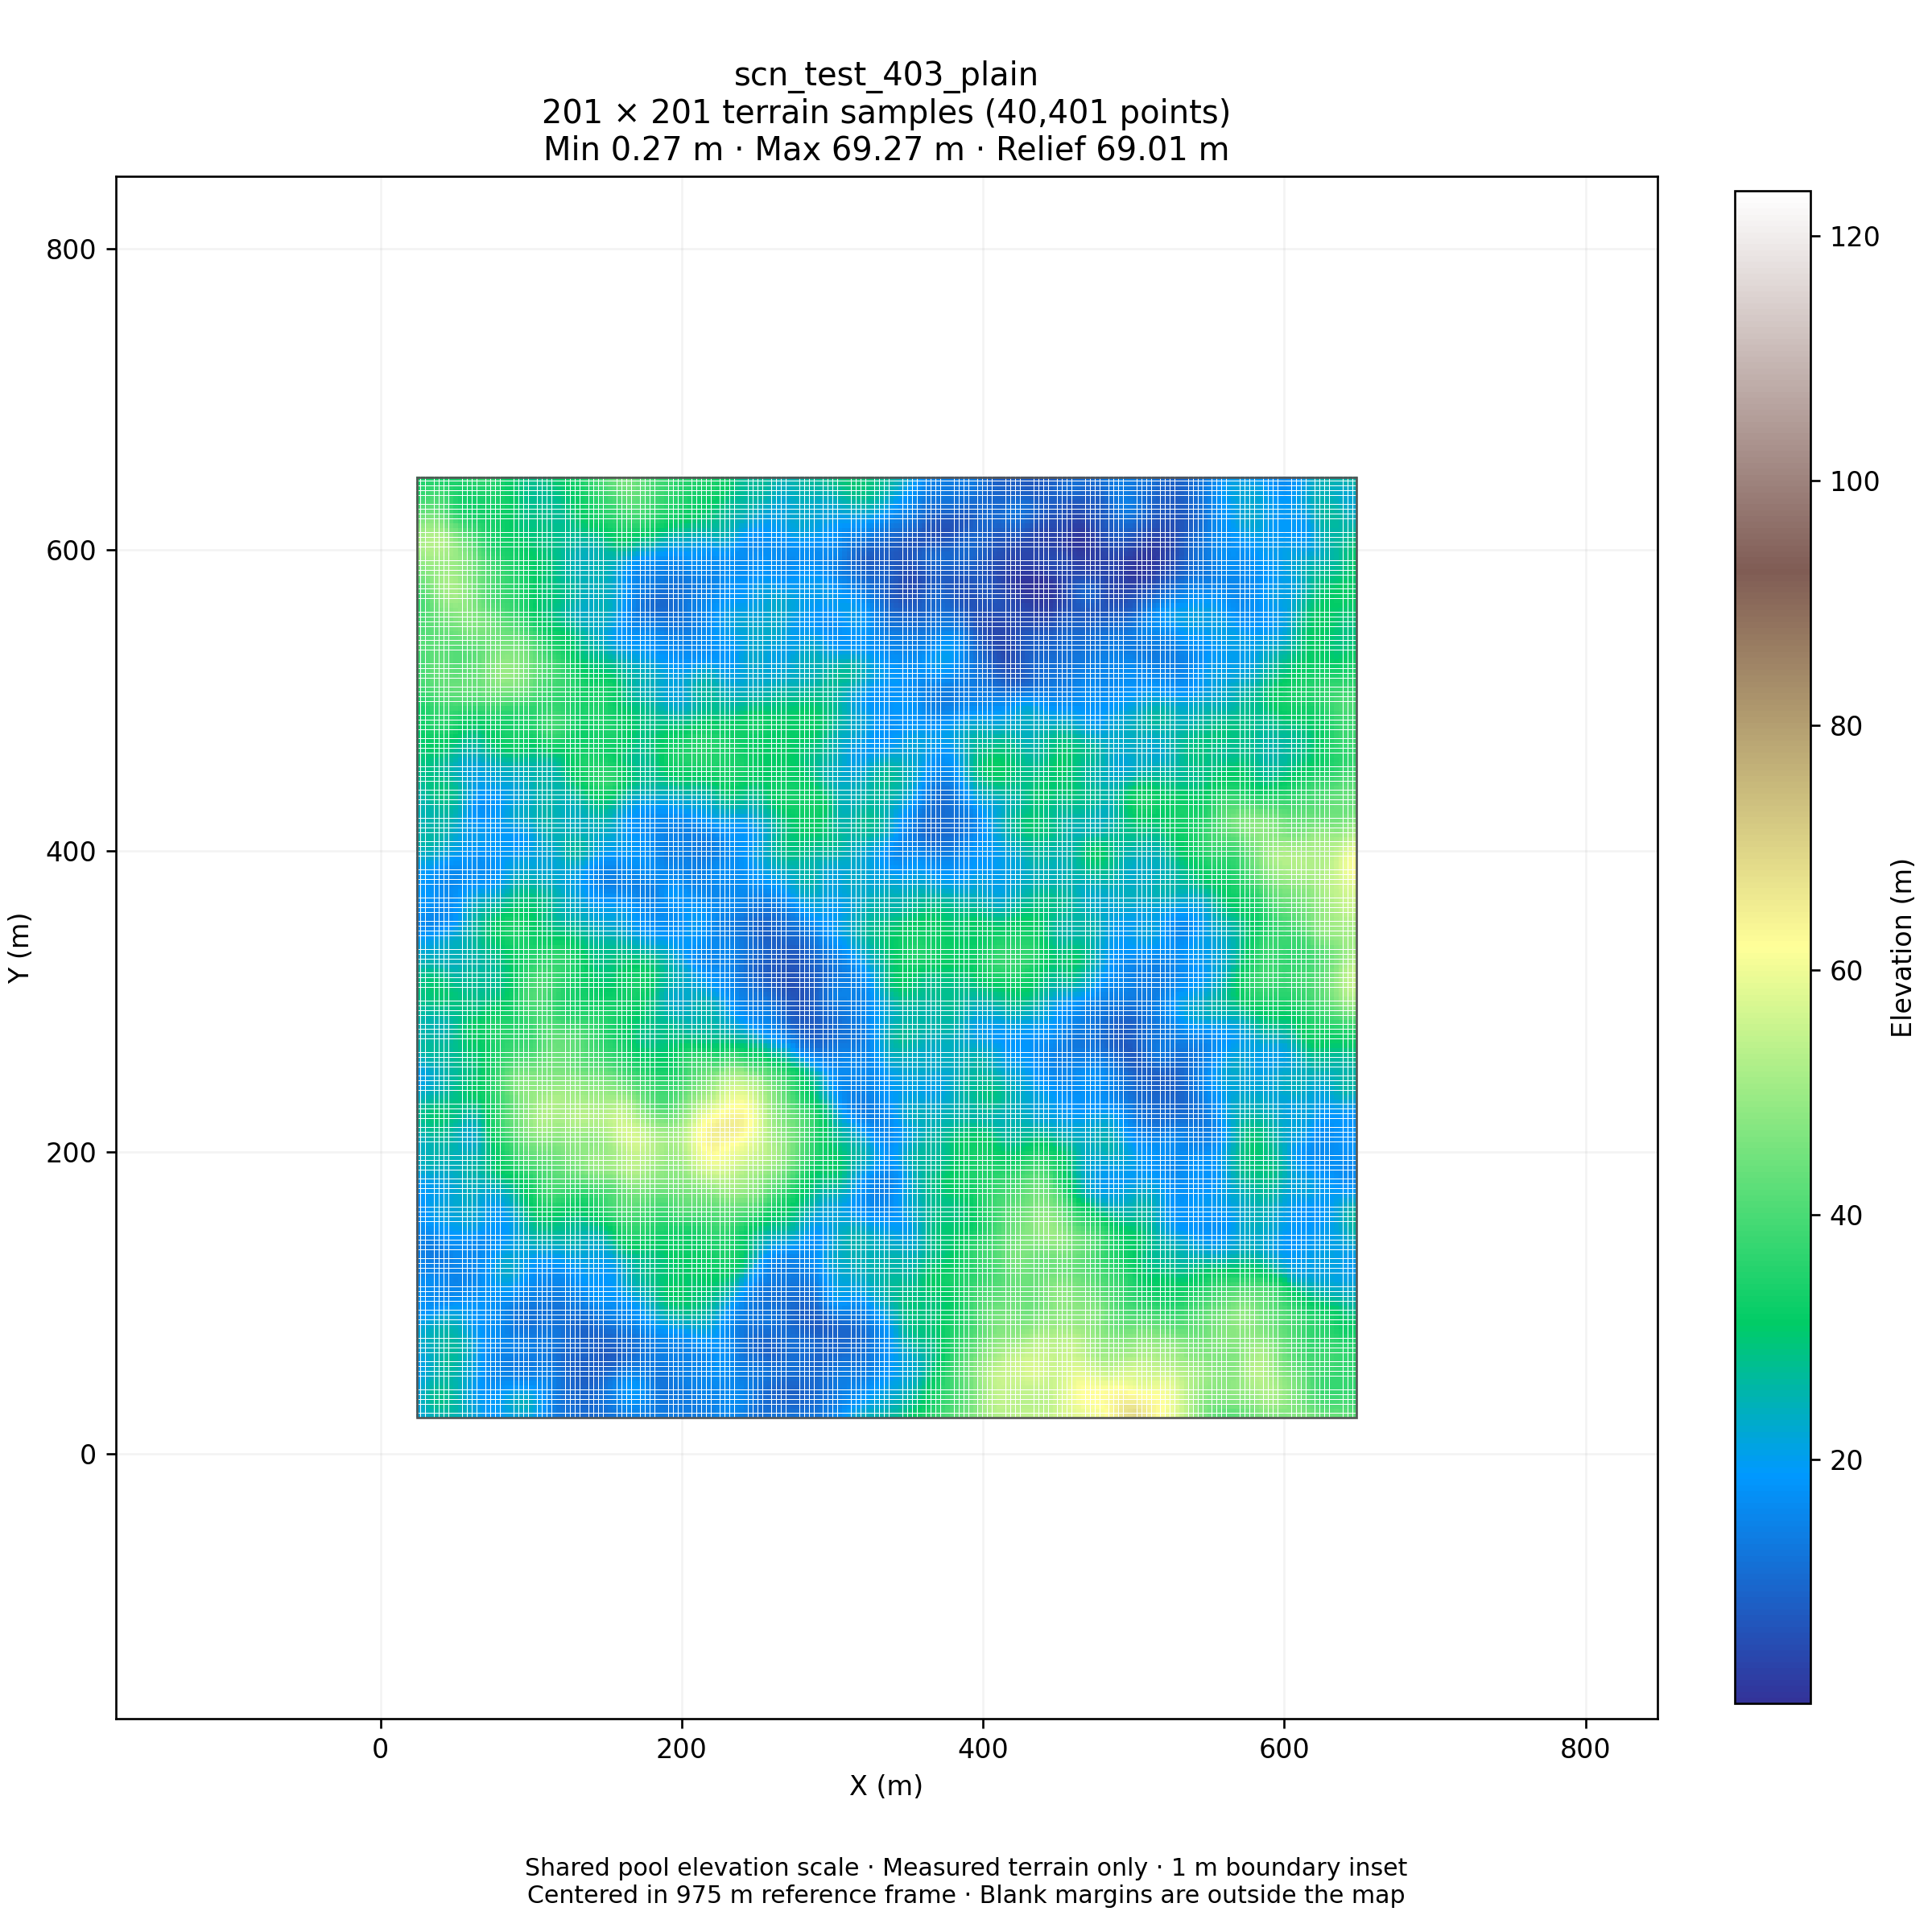 scn_test_403_plain
201 × 201 terrain samples (40,401 points)
Min 0.27 m · Max 69.27 m · Relief 69.01 m
800
600
400
200
0
Y (m)
0 200 400 600 800
X (m)
120
100
80
60
40
20
Elevation (m)
Shared pool elevation scale · Measured terrain only · 1 m boundary inset
Centered in 975 m reference frame · Blank margins are outside the map